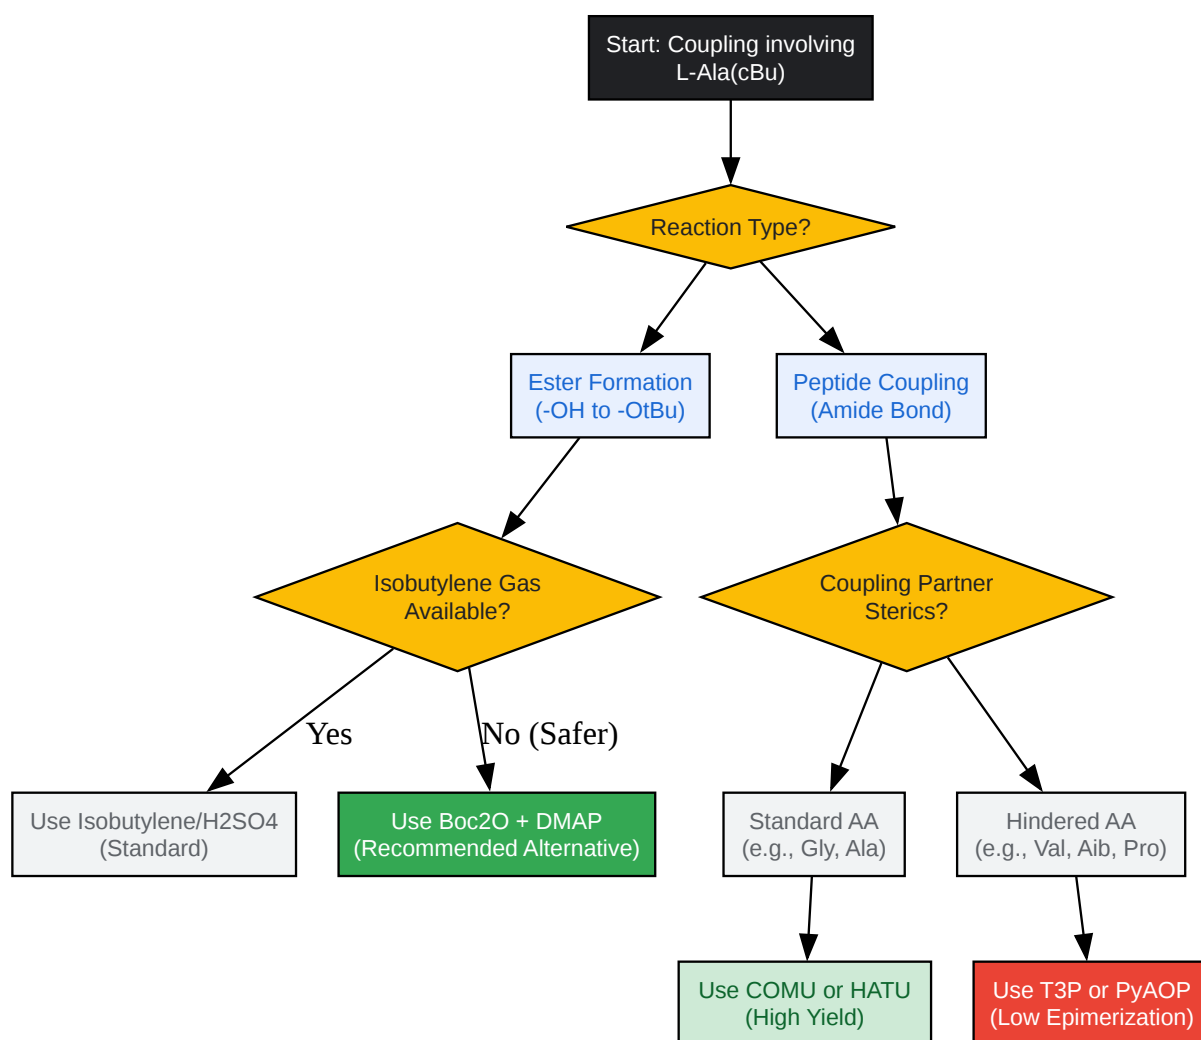 Start: Coupling involving
L-Ala(cBu)
Reaction Type?
Ester Formation
(-OH to -OtBu)
Peptide Coupling
(Amide Bond)
Isobutylene Gas
Available?
Coupling Partner
Sterics?
Yes
No (Safer)
Use Isobutylene/H2SO4
(Standard)
Use Boc2O + DMAP
(Recommended Alternative)
Standard AA
(e.g., Gly, Ala)
Hindered AA
(e.g., Val, Aib, Pro)
Use COMU or HATU
(High Yield)
Use T3P or PyAOP
(Low Epimerization)